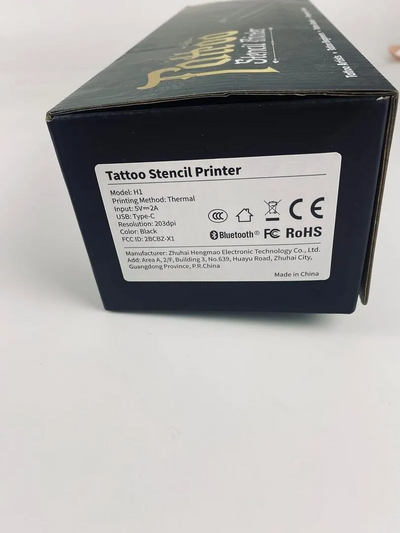 Tattoo
Stencil Printer
Tattoo Stencil Printer
Model: H1
Printing Method: Thermal
Input: 5V⎓2A
USB: Type-C
Resolution: 203dpi
Color: Black
FCC ID: 2BCBZ-X1
CCC CE
Bluetooth® FC RoHS
Manufacturer: Zhuhai Hengmao Electronic Technology Co., Ltd.
Add: Area A, 2/F, Building 3, No.639, Huayu Road, Zhuhai City,
Guangdong Province, P.R.China
Made in China